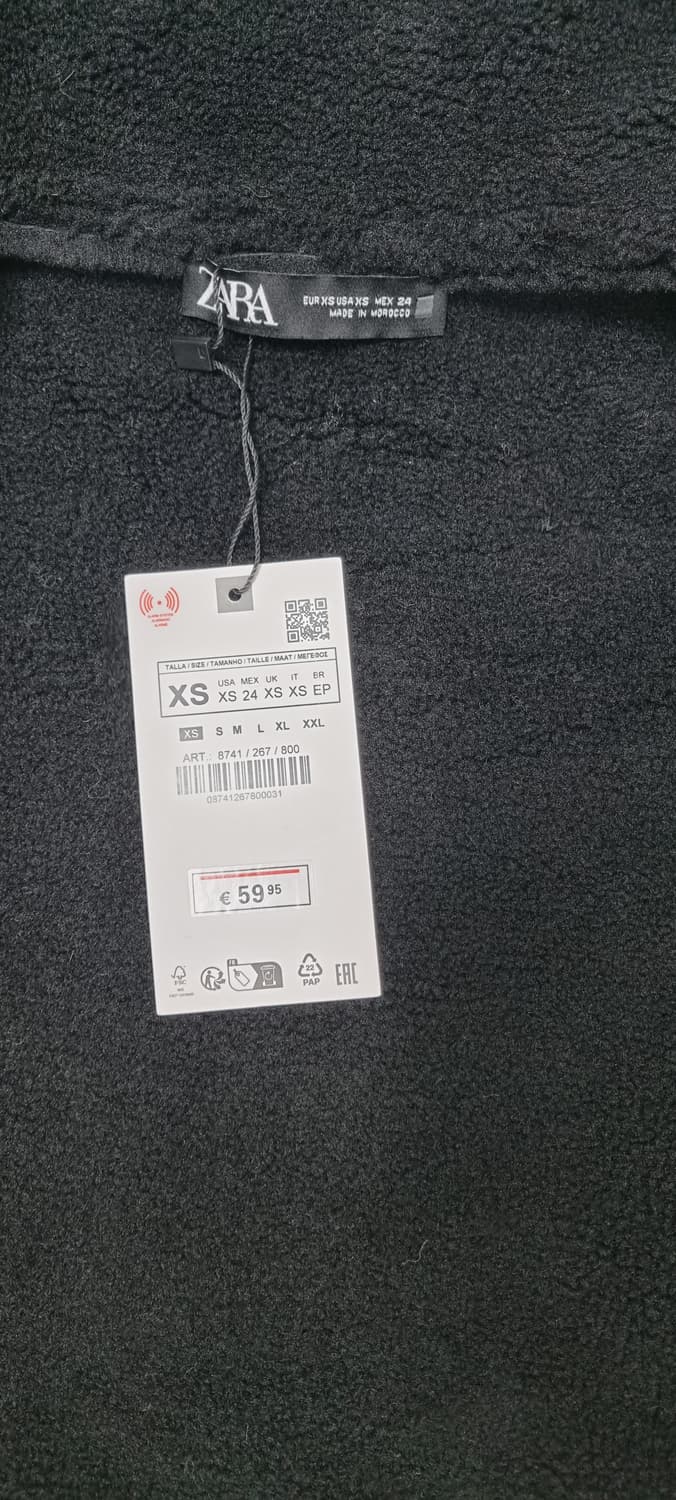 ZARA
EUR XS USA XS MEX 24
MADE IN MOROCCO
TALLA / SIZE / TAMANHO / TAILLE / MAAT / ΜΕΓΕΘΟΣ
XS
USA MEX UK IT BR
XS 24 XS XS EP
XS S M L XL XXL
ART.: 8741 / 267 / 800
08741267800031
€ 59 95
FSC
FR
22
PAP
EAC